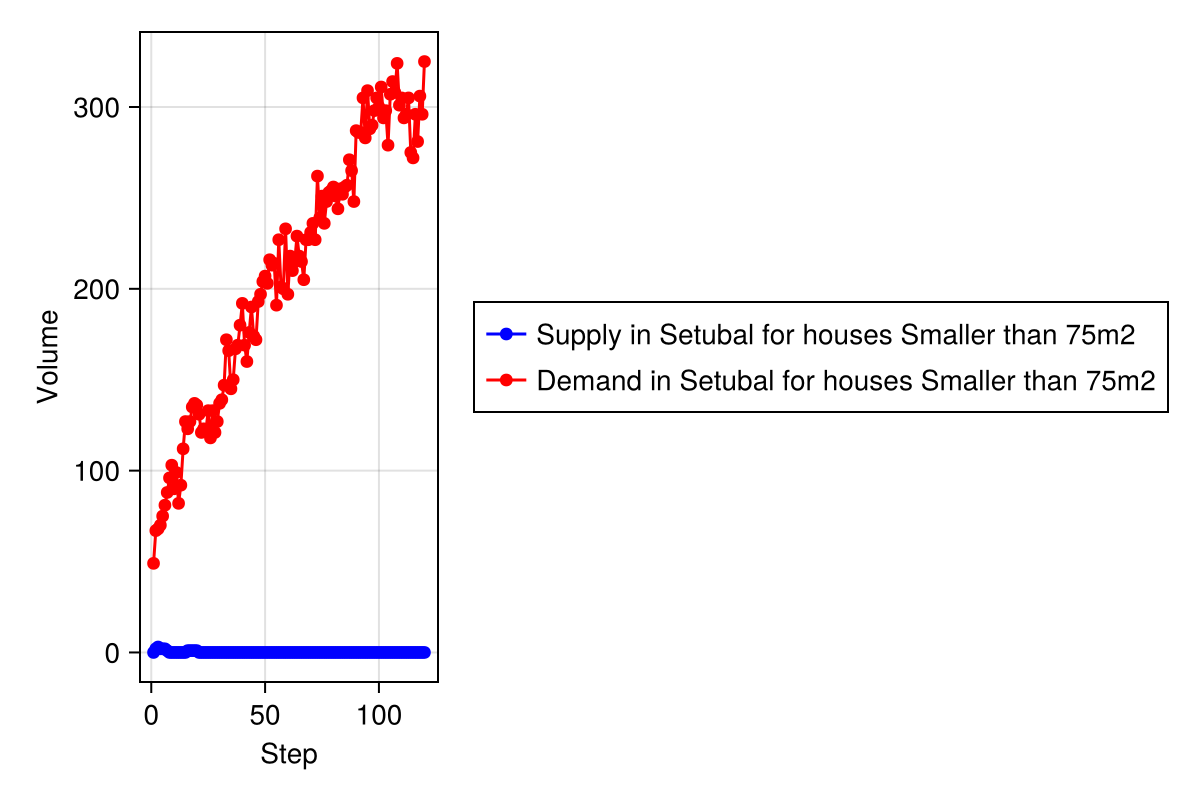 300
200
100
0
Volume
0 50 100
Step
Supply in Setubal for houses Smaller than 75m2
Demand in Setubal for houses Smaller than 75m2